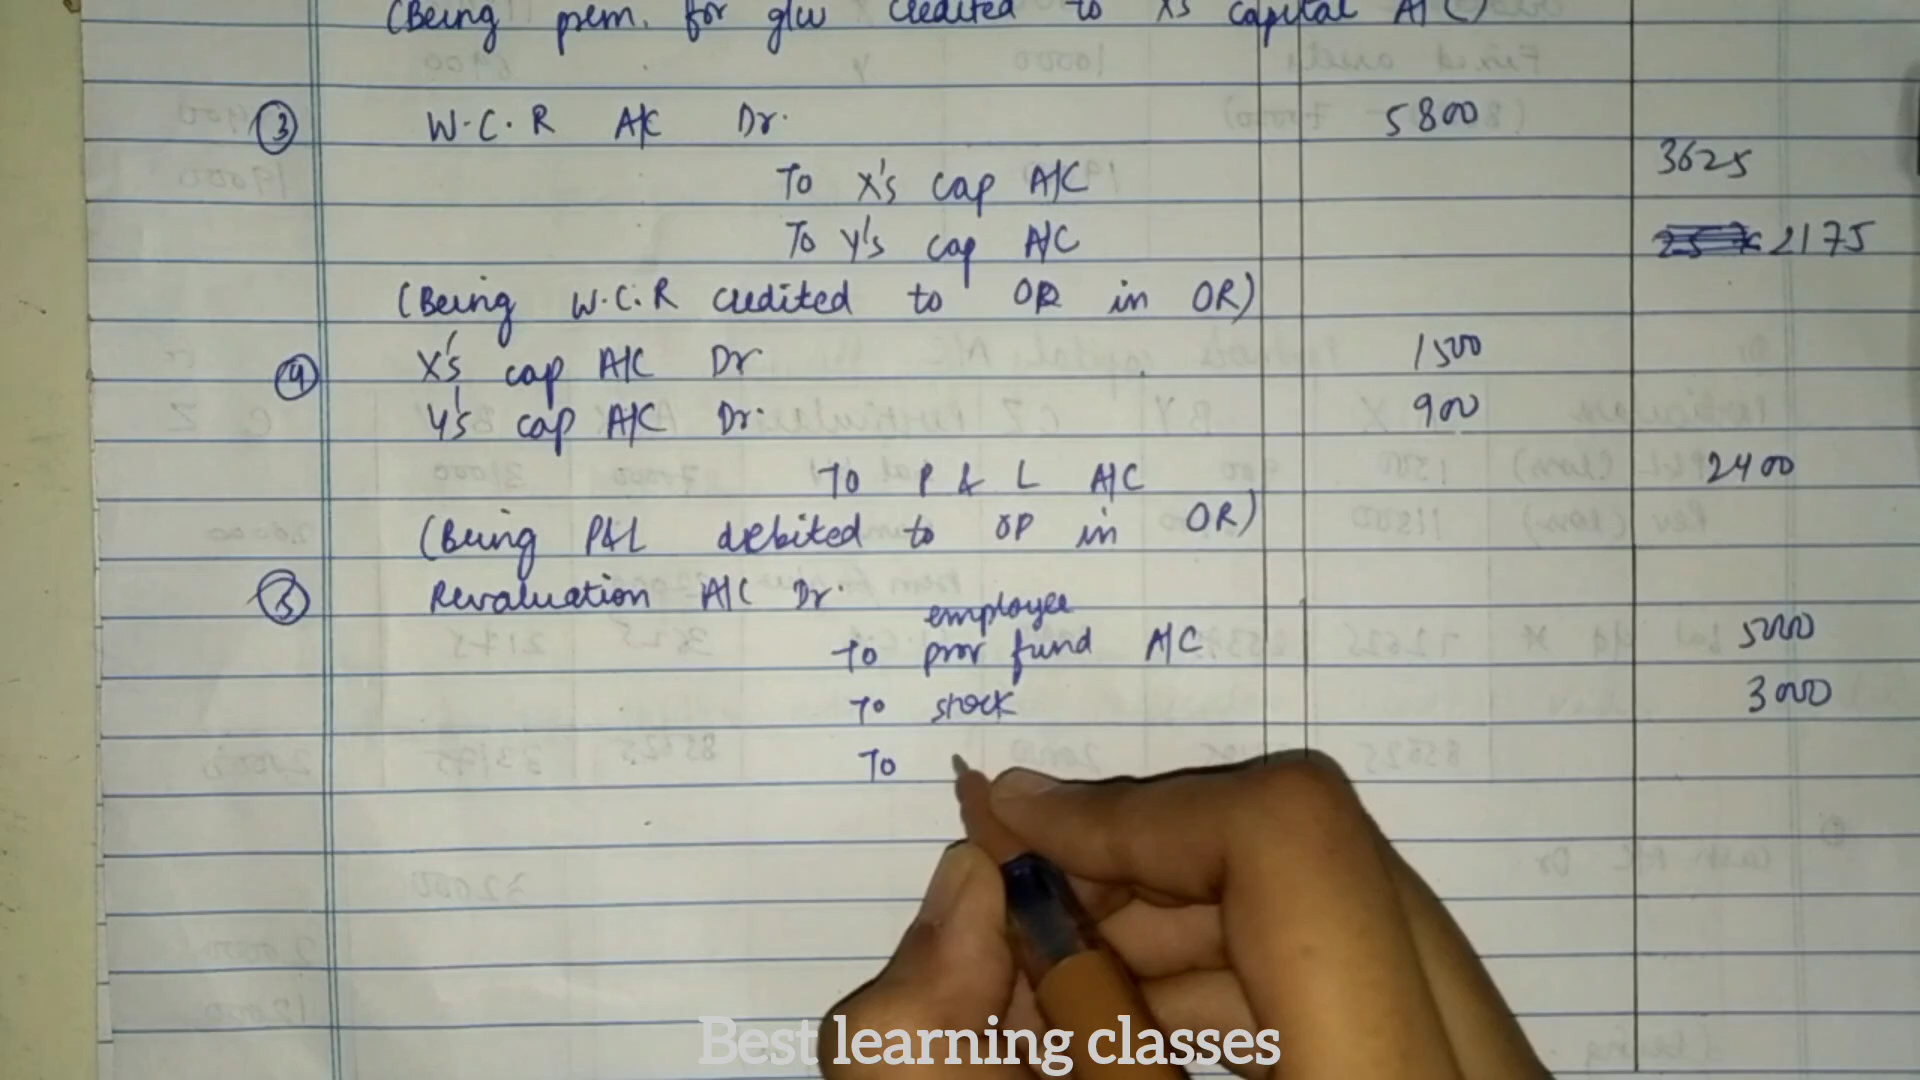 (Being prem. for g/w credited to X's capital A/C)
③ W.C.R A/C Dr. 5800
To X's cap A/C 3625
To Y's cap A/C 2175
(Being W.C.R credited to OP in OR)
④ X's cap A/C Dr 1500
Y's cap A/C Dr. 900
To P & L A/C 2400
(Being P&L debited to OP in OR)
⑤ Revaluation A/C Dr.
employee
To prov fund A/C 5000
To stock 3000
To
Best learning classes